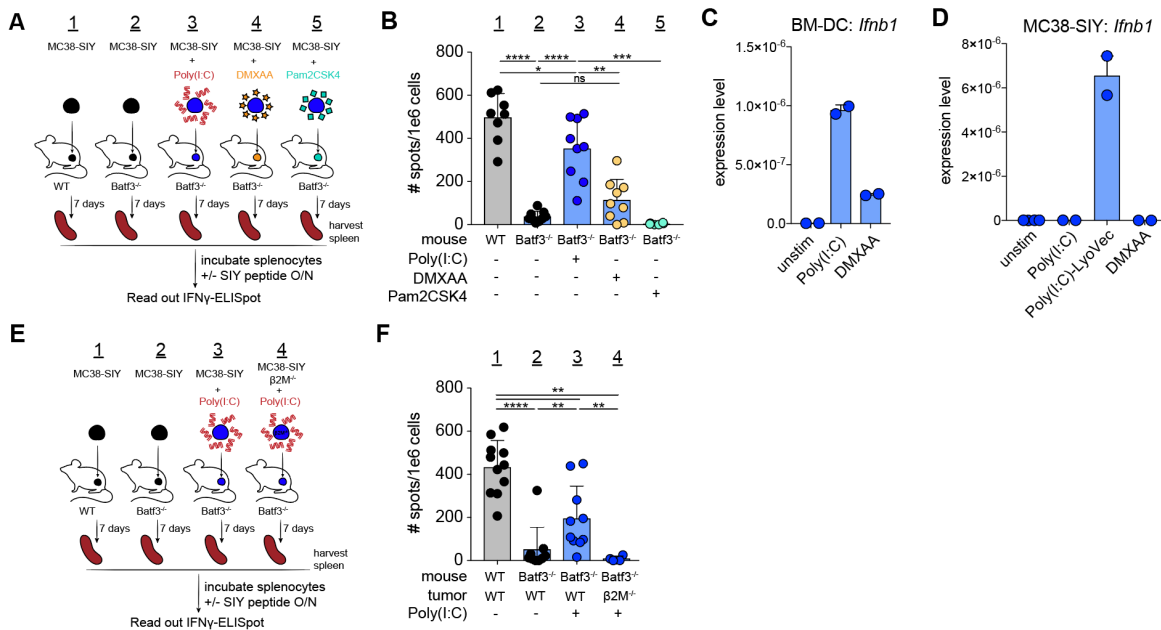 A
1 2 3 4 5
MC38-SIY MC38-SIY MC38-SIY MC38-SIY MC38-SIY
+ + +
Poly(I:C) DMXAA Pam2CSK4
WT Batf3-/- Batf3-/- Batf3-/- Batf3-/-
7 days 7 days 7 days 7 days 7 days
harvest
spleen
incubate splenocytes
+/- SIY peptide O/N
Read out IFNγ-ELISpot
B
1 2 3 4 5
**** **** ***
* **
ns
# spots/1e6 cells
800
600
400
200
0
mouse WT Batf3-/- Batf3-/- Batf3-/- Batf3-/-
Poly(I:C) - - + - -
DMXAA - - - + -
Pam2CSK4 - - - - +
C
BM-DC: Ifnb1
expression level
1.5×10-6
1.0×10-6
5.0×10-7
0.0
unstim
Poly(I:C)
DMXAA
D
MC38-SIY: Ifnb1
expression level
8×10-6
6×10-6
4×10-6
2×10-6
0
unstim
Poly(I:C)
Poly(I:C)-LyoVec
DMXAA
E
1 2 3 4
MC38-SIY MC38-SIY MC38-SIY MC38-SIY
β2M-/-
+ +
Poly(I:C) Poly(I:C)
WT Batf3-/- Batf3-/- Batf3-/-
7 days 7 days 7 days 7 days
harvest
spleen
incubate splenocytes
+/- SIY peptide O/N
Read out IFNγ-ELISpot
F
1 2 3 4
**
**** ** **
# spots/1e6 cells
800
600
400
200
0
mouse WT Batf3-/- Batf3-/- Batf3-/-
tumor WT WT WT β2M-/-
Poly(I:C) - - + +